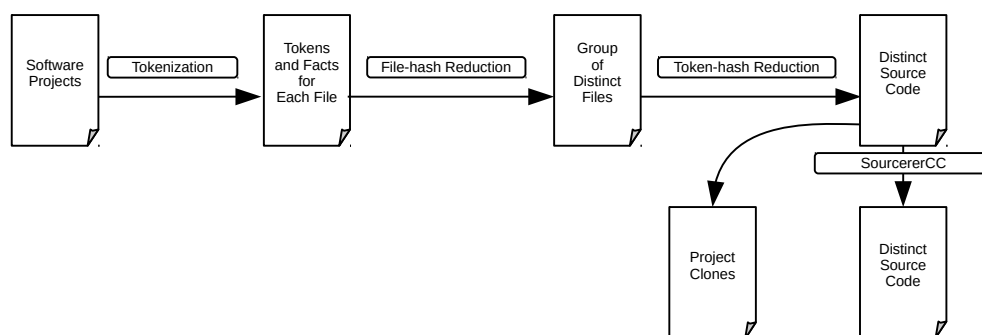 Software
Projects
Tokenization
Tokens
and Facts
for
Each File
File-hash Reduction
Group
of
Distinct
Files
Token-hash Reduction
Distinct
Source
Code
SourcererCC
Project
Clones
Distinct
Source
Code